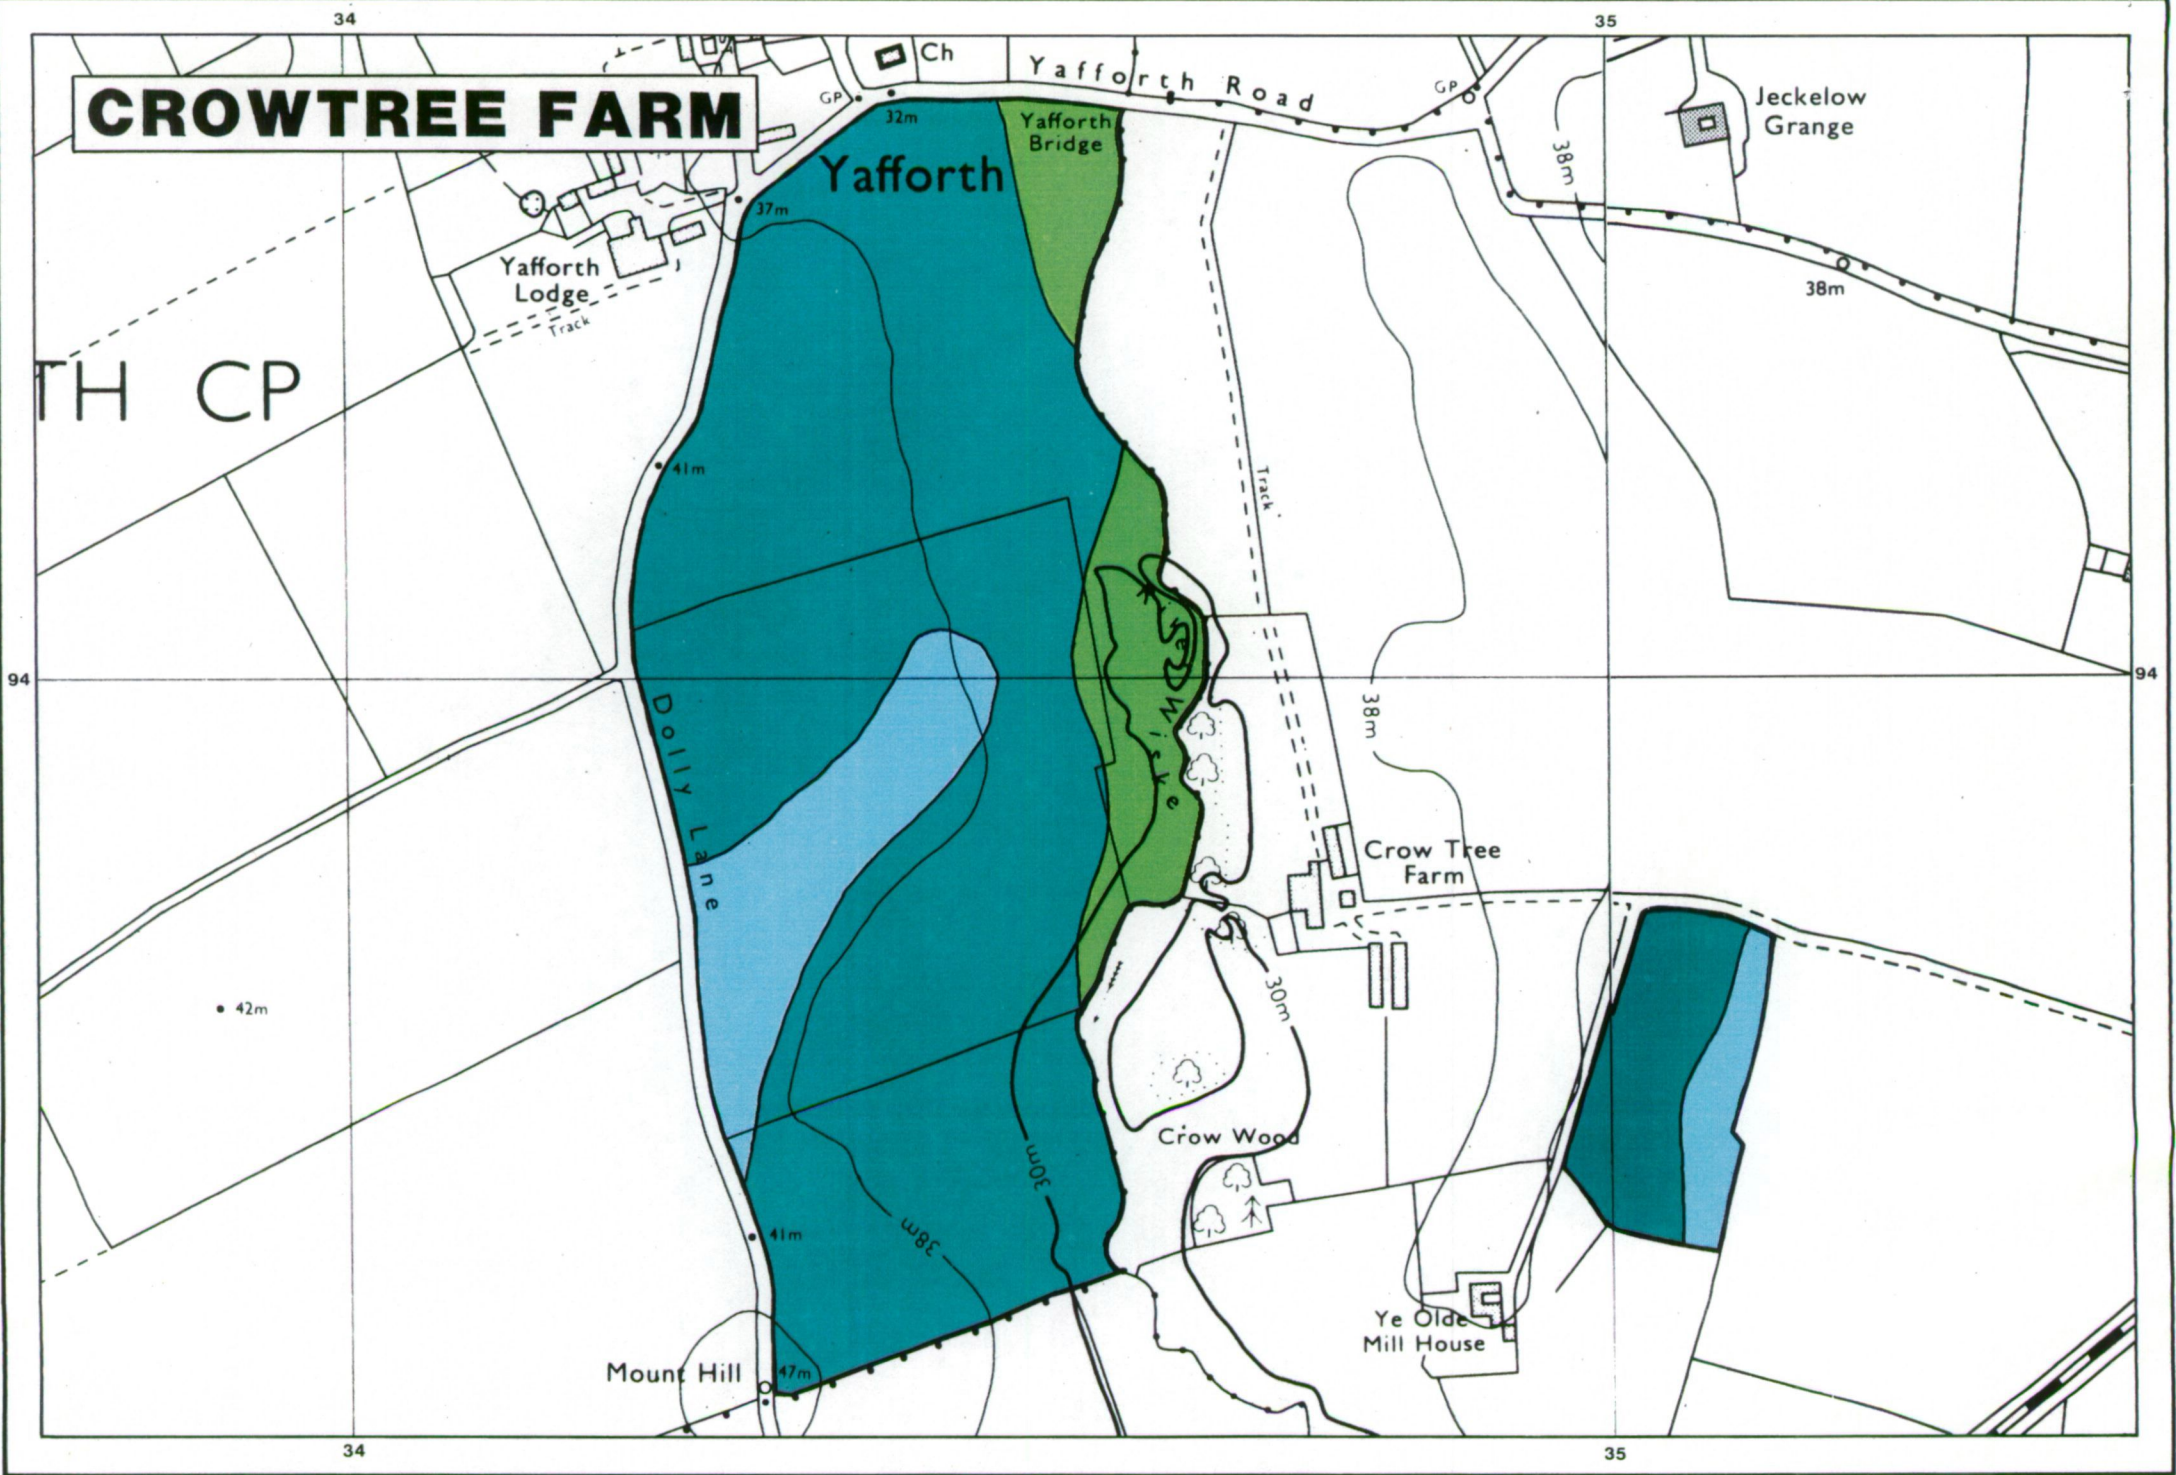 34
35
CROWTREE FARM
Ch
Yafforth Road
GP
GP
32m
Yafforth
Bridge
Jeckelow
Grange
38m
Yafforth
37m
Yafforth
Lodge
Track
38m
TH CP
41m
Track
94
94
Dolly Lane
Wiske
38m
Crow Tree
Farm
42m
30m
Crow Wood
30m
38m
41m
Ye Olde
Mill House
Mount Hill
47m
34
35